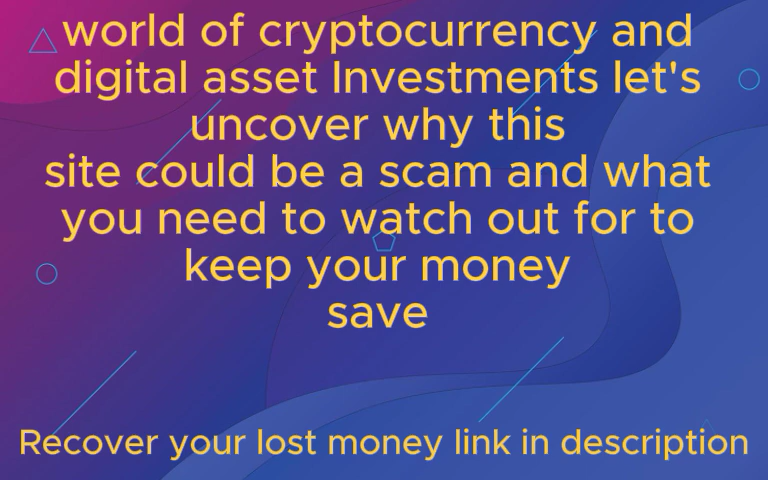 world of cryptocurrency and
digital asset Investments let's
uncover why this
site could be a scam and what
you need to watch out for to
keep your money
save
Recover your lost money link in description